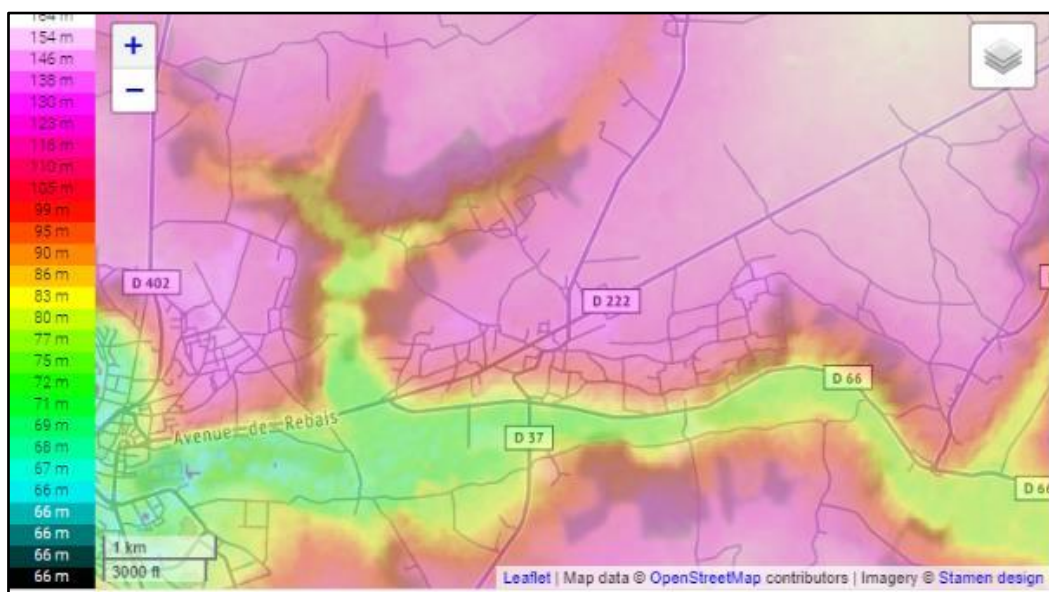 164 m
154 m
146 m
138 m
130 m
123 m
116 m
110 m
105 m
99 m
95 m
90 m
86 m
83 m
80 m
77 m
75 m
72 m
71 m
69 m
68 m
67 m
66 m
66 m
66 m
66 m
66 m
+
−
D 402
D 222
D 66
Avenue de Rebais
D 37
D 66
1 km
3000 ft
Leaflet | Map data © OpenStreetMap contributors | Imagery © Stamen design